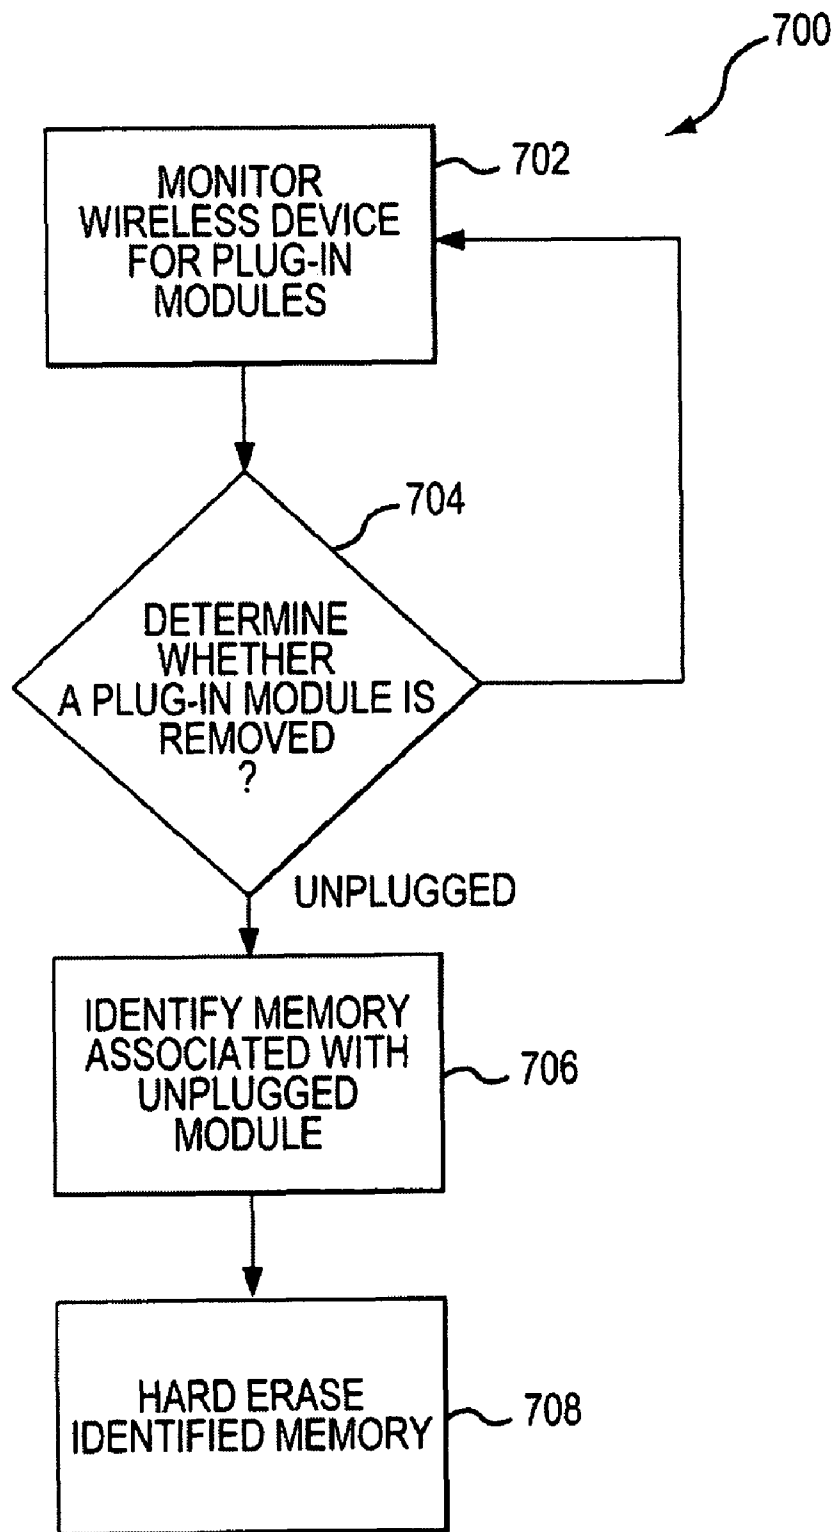 700
MONITOR
WIRELESS DEVICE
FOR PLUG-IN
MODULES
702
704
DETERMINE
WHETHER
A PLUG-IN MODULE IS
REMOVED
?
UNPLUGGED
IDENTIFY MEMORY
ASSOCIATED WITH
UNPLUGGED
MODULE
706
HARD ERASE
IDENTIFIED MEMORY
708